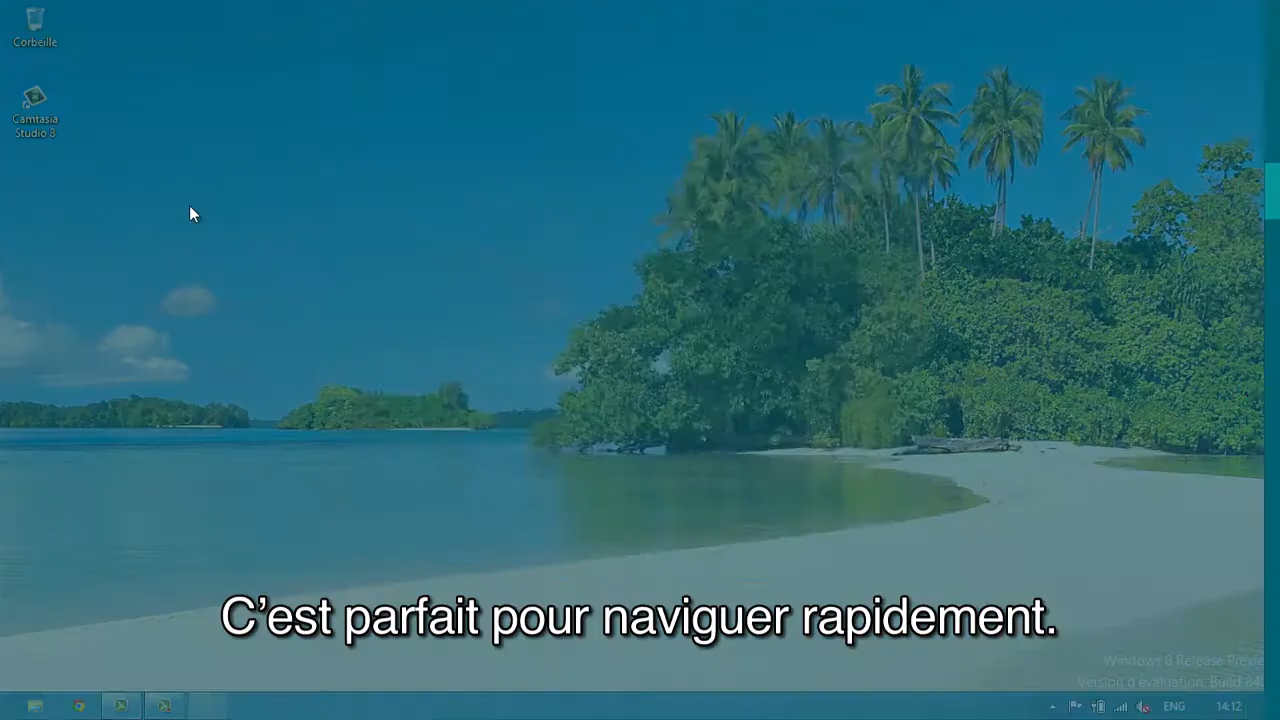 Corbeille
Camtasia
Studio 8
C’est parfait pour naviguer rapidement.
Windows 8 Release Previe
Version d'évaluation. Build 840
ENG
14:12